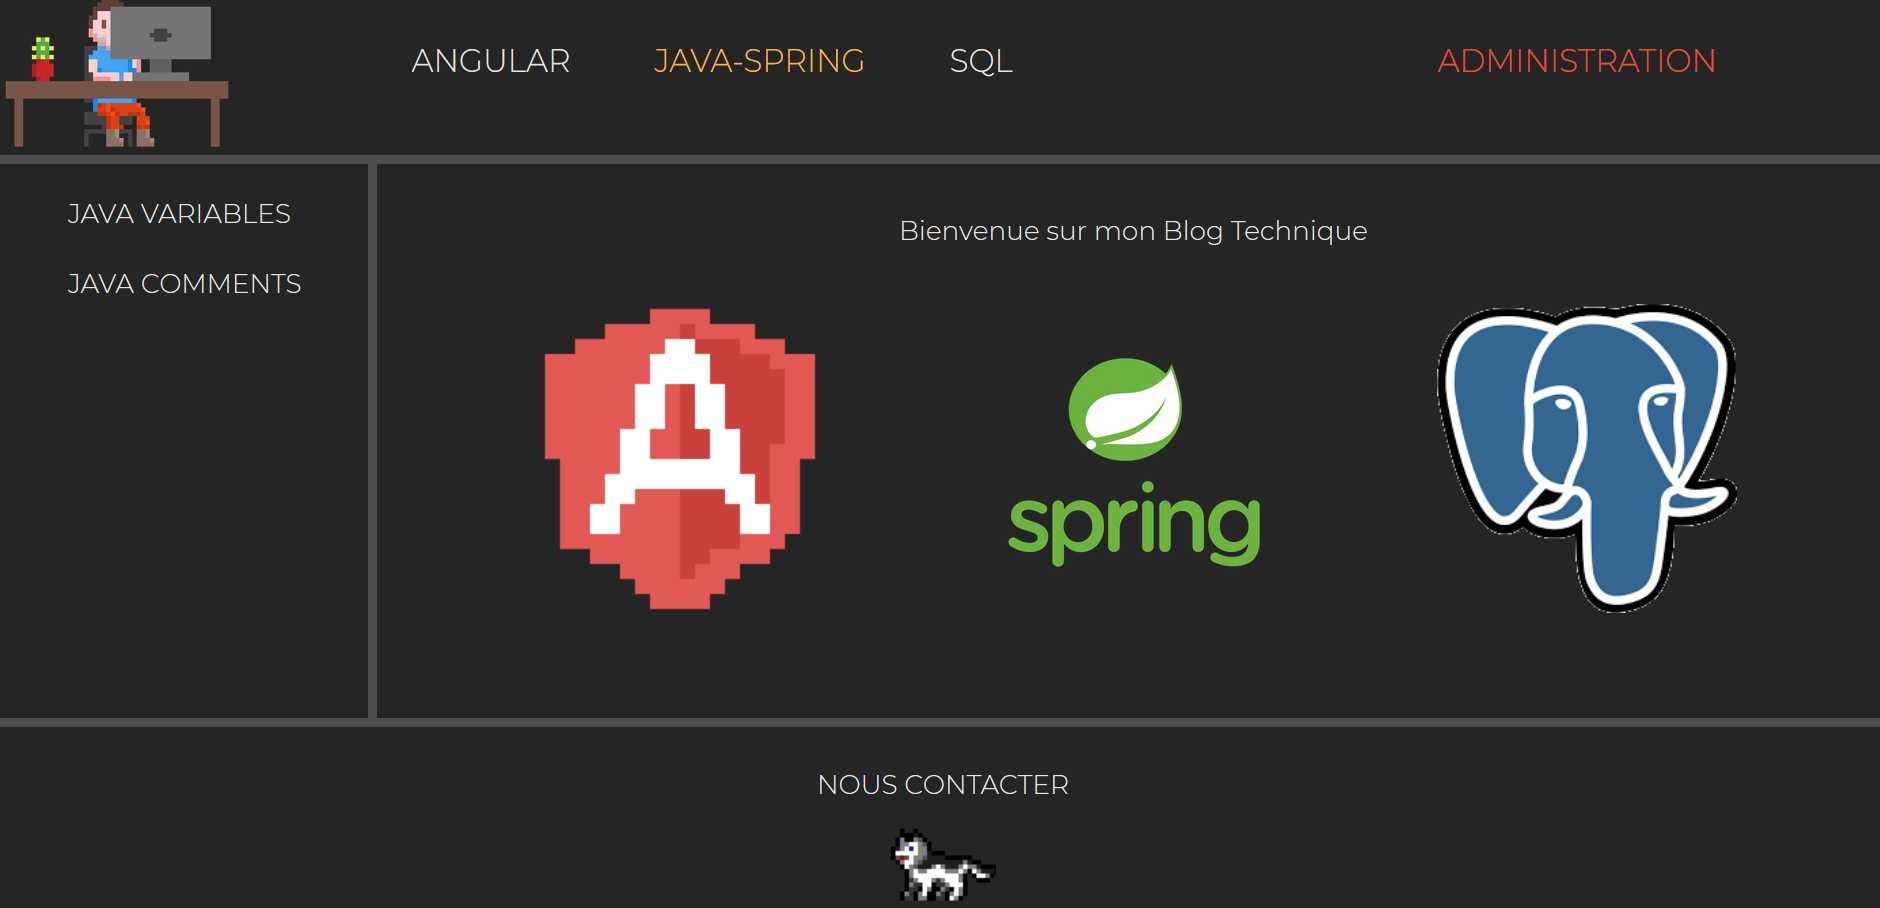 ANGULAR JAVA-SPRING SQL ADMINISTRATION
JAVA VARIABLES
JAVA COMMENTS
Bienvenue sur mon Blog Technique
A
spring
NOUS CONTACTER